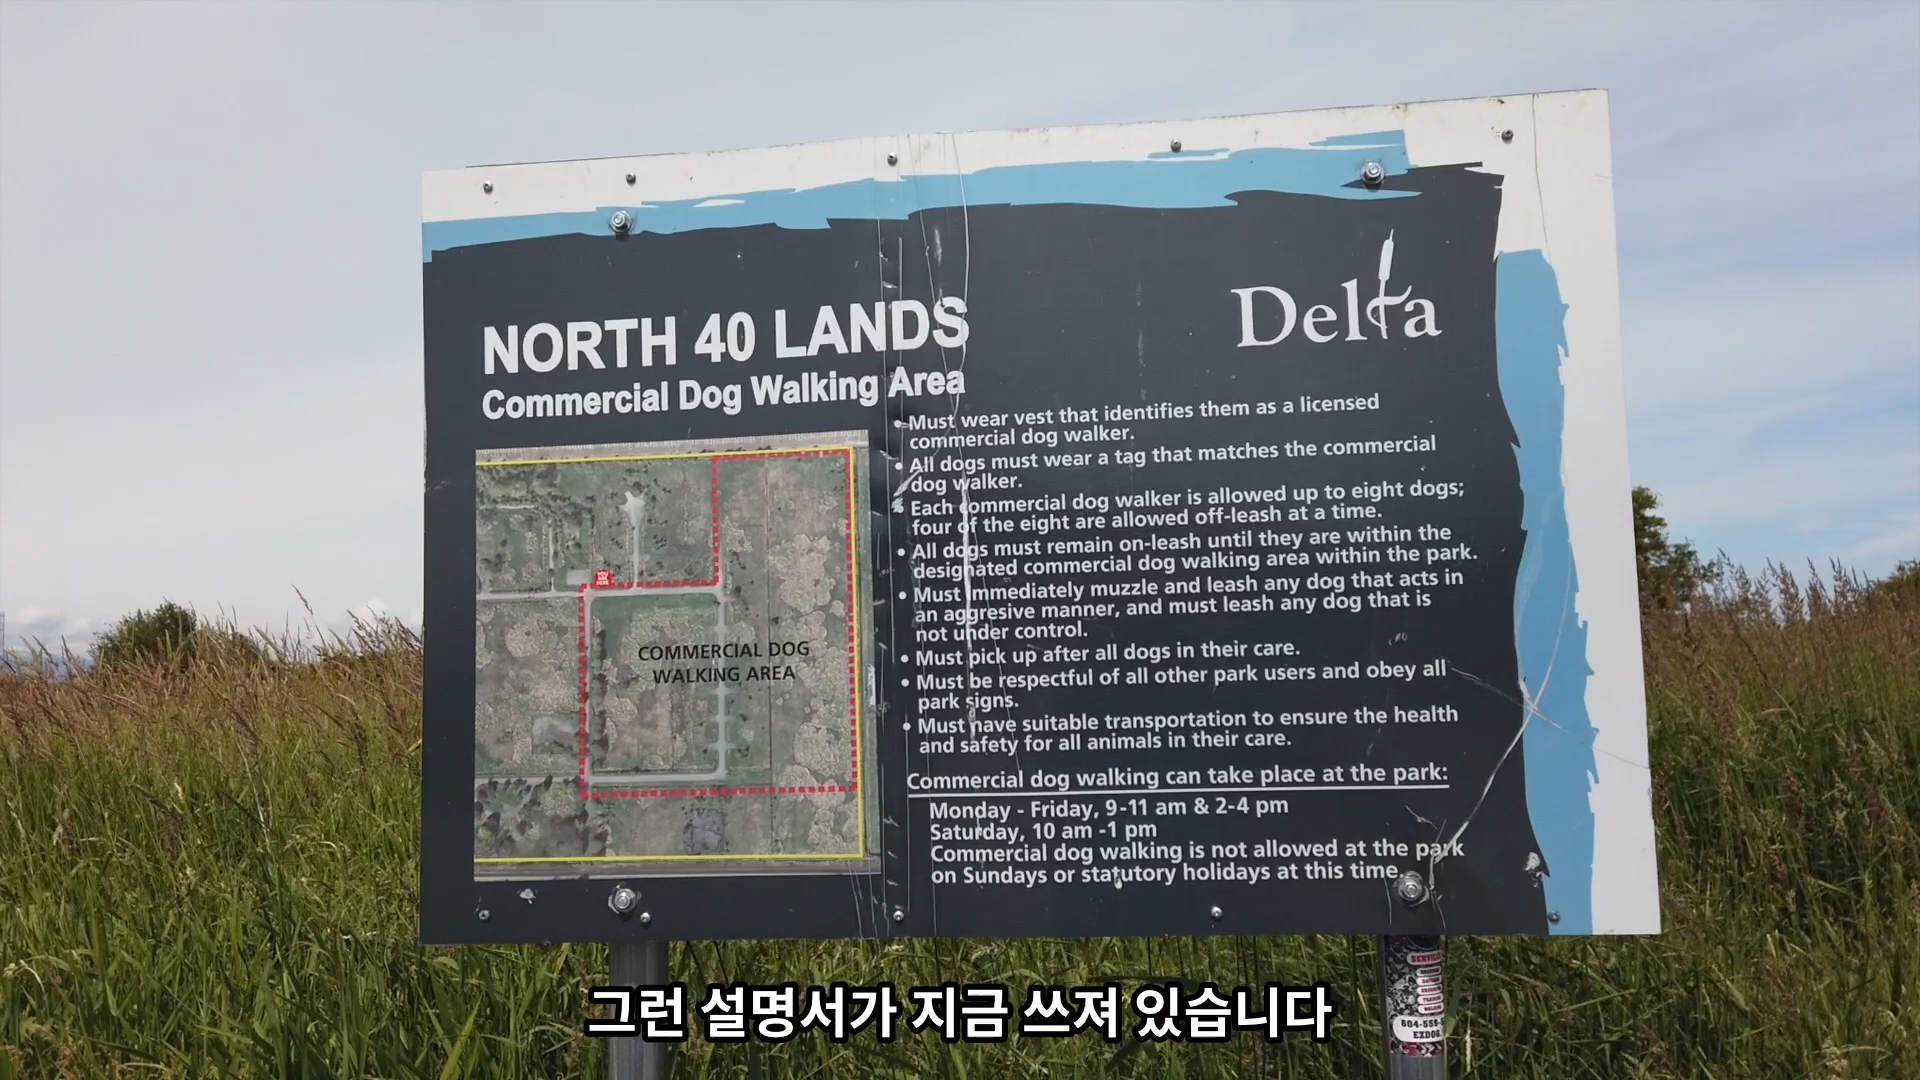 NORTH 40 LANDS
Commercial Dog Walking Area
Delta
• Must wear vest that identifies them as a licensed
commercial dog walker.
• All dogs must wear a tag that matches the commercial
dog walker.
• Each commercial dog walker is allowed up to eight dogs;
four of the eight are allowed off-leash at a time.
• All dogs must remain on-leash until they are within the
designated commercial dog walking area within the park.
• Must immediately muzzle and leash any dog that acts in
an aggresive manner, and must leash any dog that is
not under control.
• Must pick up after all dogs in their care.
• Must be respectful of all other park users and obey all
park signs.
• Must have suitable transportation to ensure the health
and safety for all animals in their care.
Commercial dog walking can take place at the park:
Monday - Friday, 9-11 am & 2-4 pm
Saturday, 10 am -1 pm
Commercial dog walking is not allowed at the park
on Sundays or statutory holidays at this time.
YOU
ARE
HERE
COMMERCIAL DOG
WALKING AREA
604-559-
그런 설명서가 지금 쓰져 있습니다